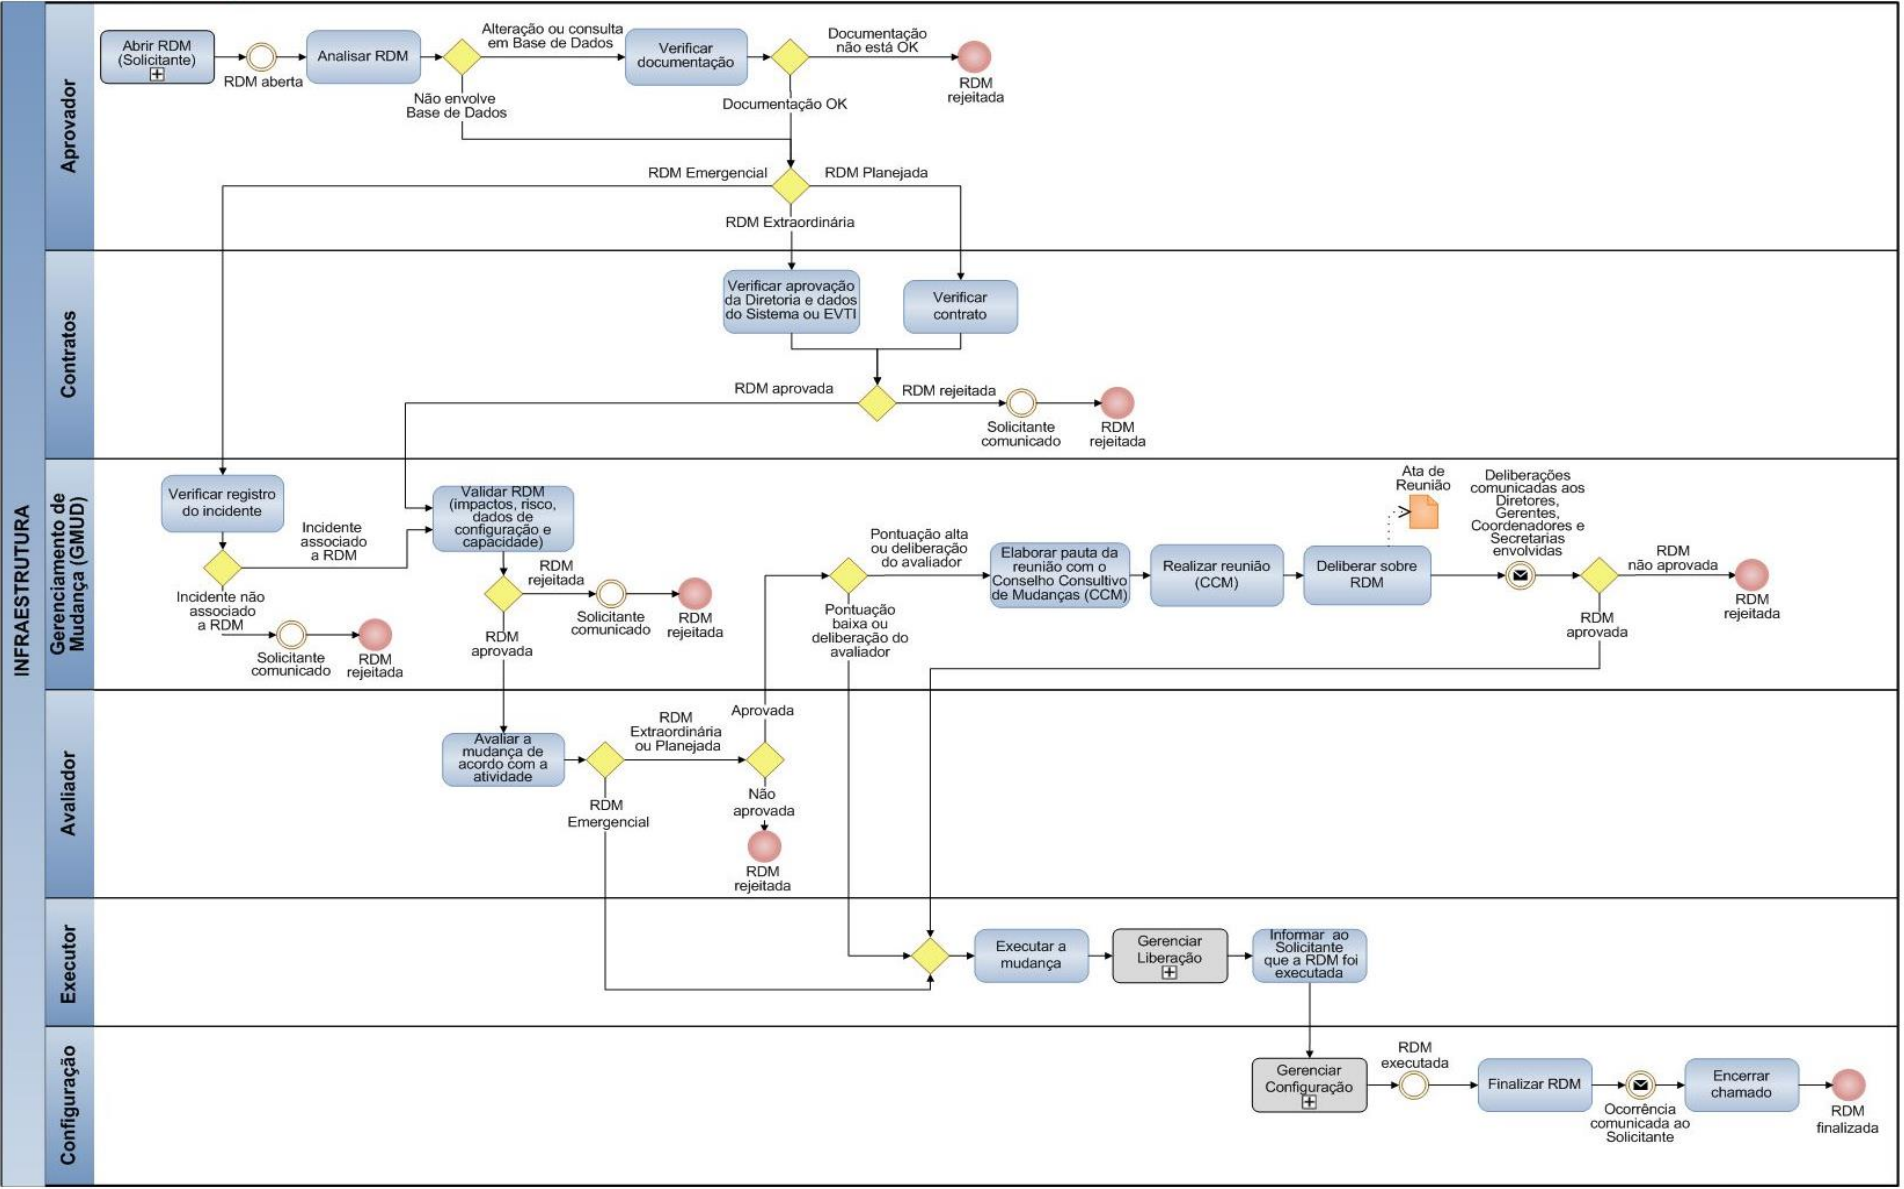 INFRAESTRUTURA
Aprovador
Abrir RDM
(Solicitante)
RDM aberta
Analisar RDM
Alteração ou consulta
em Base de Dados
Não envolve
Base de Dados
Verificar
documentação
Documentação
não está OK
RDM
rejeitada
Documentação OK
RDM Emergencial
RDM Planejada
RDM Extraordinária
Contratos
Verificar aprovação
da Diretoria e dados
do Sistema ou EVTI
Verificar
contrato
RDM aprovada
RDM rejeitada
Solicitante
comunicado
RDM
rejeitada
Gerenciamento de
Mudança (GMUD)
Verificar registro
do incidente
Incidente
associado
a RDM
Incidente não
associado
a RDM
Solicitante
comunicado
RDM
rejeitada
Validar RDM
(impactos, risco,
dados de
configuração e
capacidade)
RDM
rejeitada
Solicitante
comunicado
RDM
rejeitada
RDM
aprovada
Pontuação alta
ou deliberação
do avaliador
Pontuação
baixa ou
deliberação do
avaliador
Elaborar pauta da
reunião com o
Conselho Consultivo
de Mudanças (CCM)
Realizar reunião
(CCM)
Deliberar sobre
RDM
Ata de
Reunião
Deliberações
comunicadas aos
Diretores,
Gerentes,
Coordenadores e
Secretarias
envolvidas
RDM
não aprovada
RDM
rejeitada
RDM
aprovada
Avaliador
Avaliar a
mudança de
acordo com a
atividade
RDM
Extraordinária
ou Planejada
RDM
Emergencial
Aprovada
Não
aprovada
RDM
rejeitada
Executor
Executar a
mudança
Gerenciar
Liberação
Informar ao
Solicitante
que a RDM foi
executada
Configuração
Gerenciar
Configuração
RDM
executada
Finalizar RDM
Ocorrência
comunicada ao
Solicitante
Encerrar
chamado
RDM
finalizada